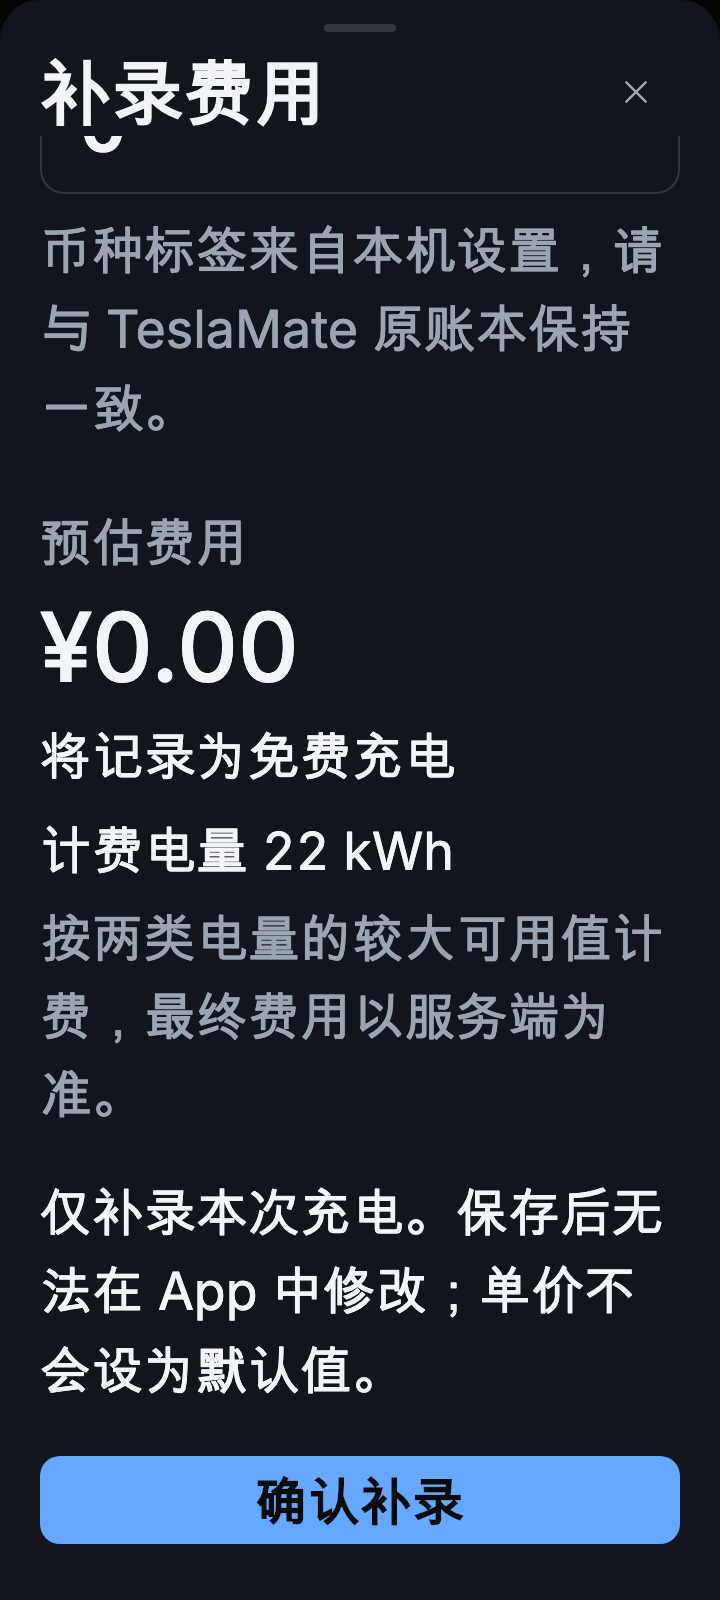 补录费用
币种标签来自本机设置，请
与 TeslaMate 原账本保持
一致。
预估费用
¥0.00
将记录为免费充电
计费电量 22 kWh
按两类电量的较大可用值计
费，最终费用以服务端为
准。
仅补录本次充电。保存后无
法在 App 中修改；单价不
会设为默认值。
确认补录